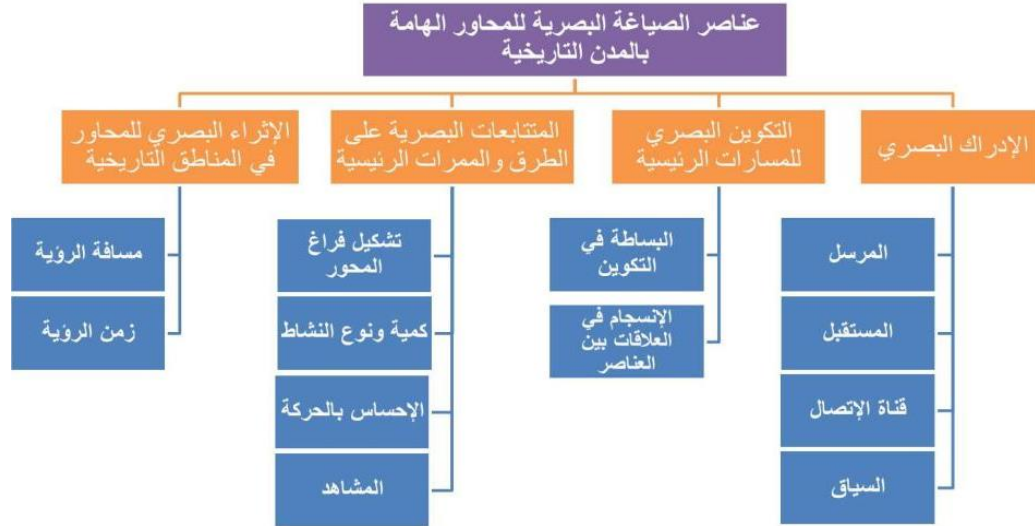 عناصر الصياغة البصرية للمحاور الهامة
بالمدن التاريخية
الإدراك البصري
المرسل
المستقبل
قناة الإتصال
السياق
التكوين البصري
للمسارات الرئيسية
البساطة في
التكوين
الإنسجام في
العلاقات بين
العناصر
المتتابعات البصرية على
الطرق والممرات الرئيسية
تشكيل فراغ
المحور
كمية ونوع النشاط
الإحساس بالحركة
المشاهد
الإثراء البصري للمحاور
في المناطق التاريخية
مسافة الرؤية
زمن الرؤية